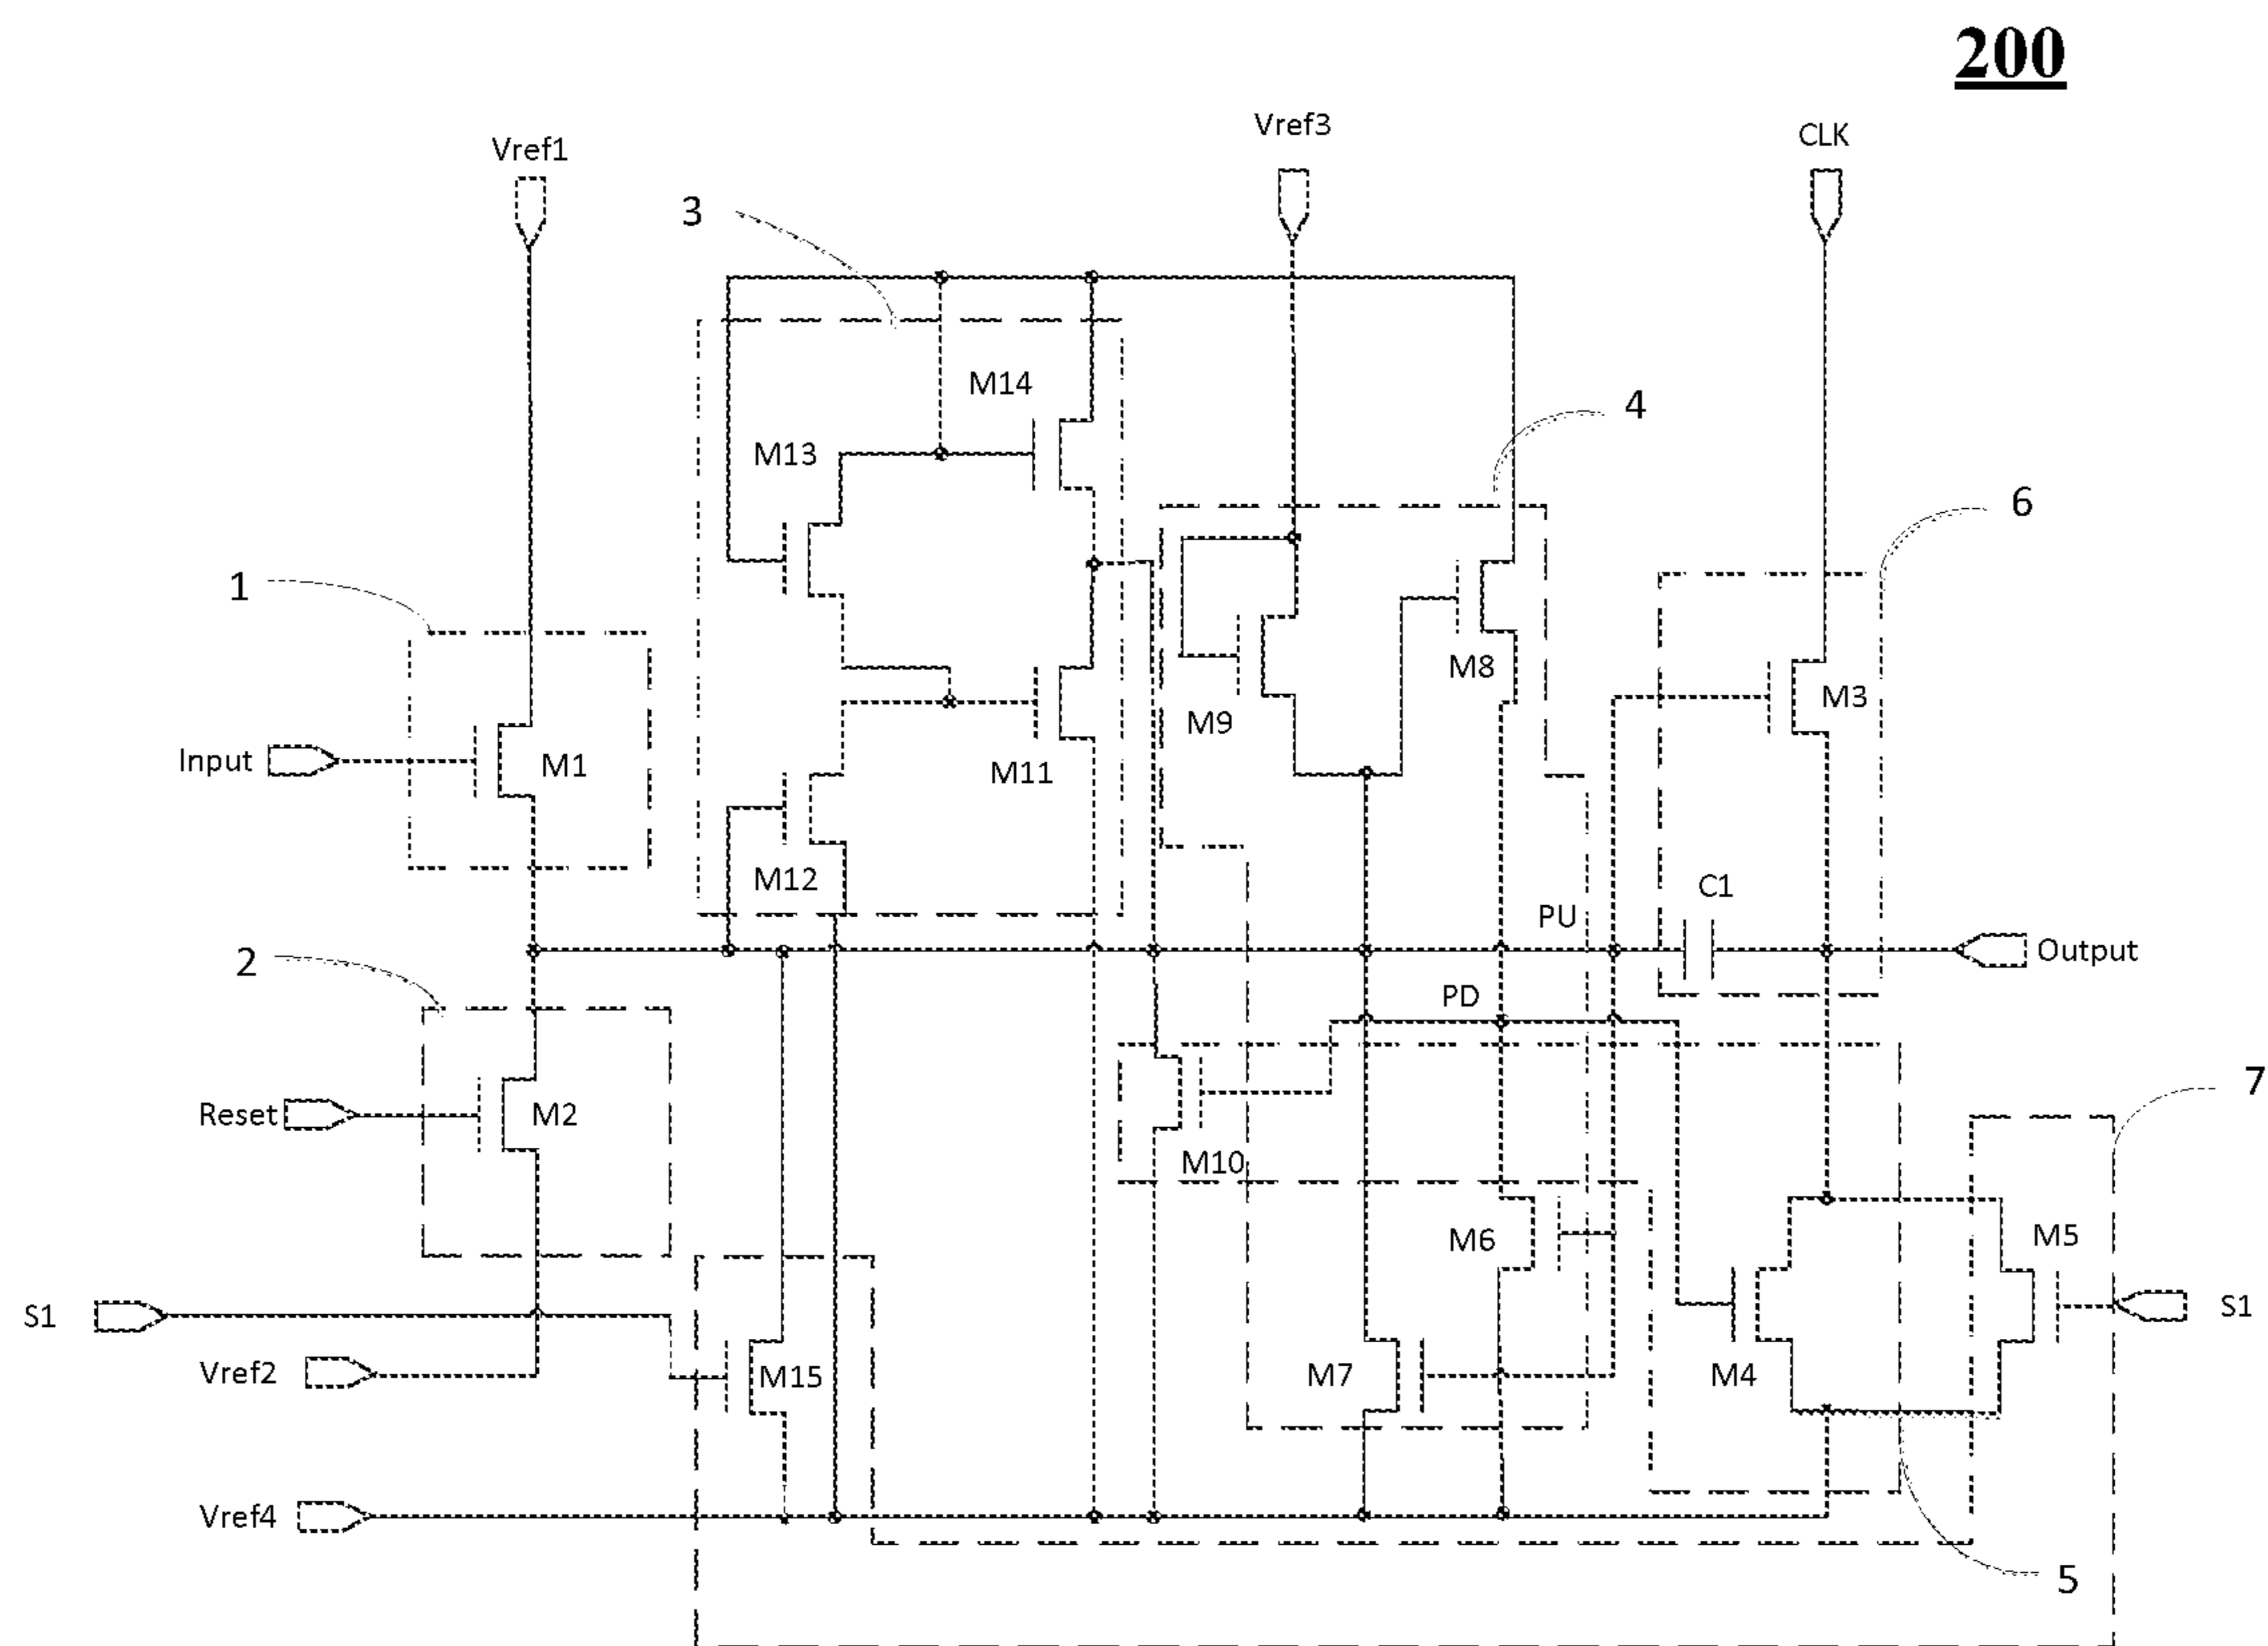 200
Vref1
Vref3
CLK
3
M14
4
M13
6
1
M8
M3
M9
Input
M1
M11
M12
C1
PU
2
Output
PD
7
Reset
M2
M10
M6
M5
S1
S1
Vref2
M15
M7
M4
Vref4
5